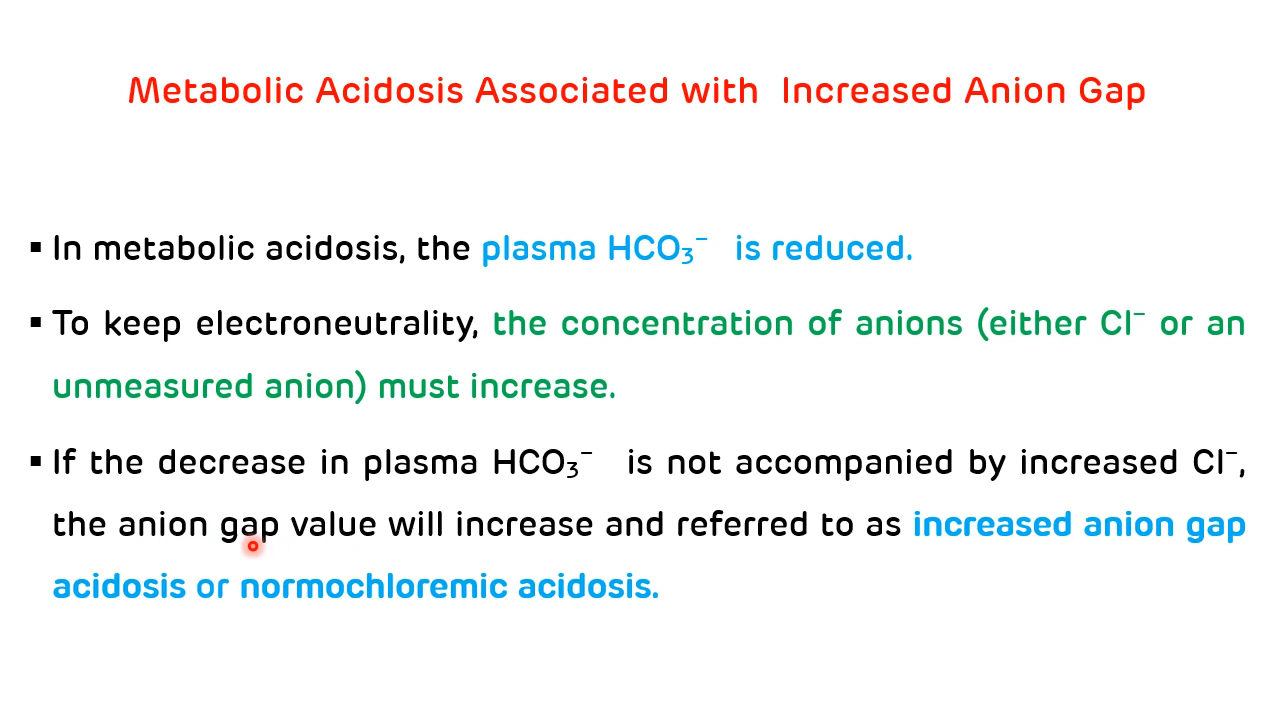 Metabolic Acidosis Associated with Increased Anion Gap
▪ In metabolic acidosis, the plasma HCO₃⁻ is reduced.
▪ To keep electroneutrality, the concentration of anions (either Cl⁻ or an
unmeasured anion) must increase.
▪ If the decrease in plasma HCO₃⁻ is not accompanied by increased Cl⁻,
the anion gap value will increase and referred to as increased anion gap
acidosis or normochloremic acidosis.